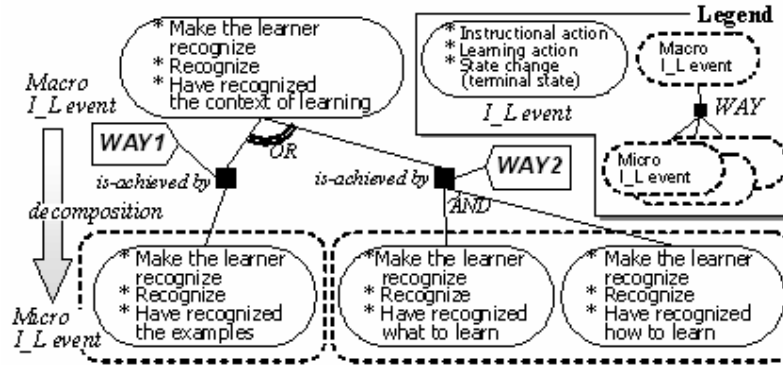 Legend
* Make the learner
recognize
* Recognize
* Have recognized
the context of learning
* Instructional action
* Learning action
* State change
(terminal state)
I_L event
Macro
I_L event
WAY
Micro
I_L event
Macro
I_L event
WAY1
OR
WAY2
is-achieved by
is-achieved by
AND
decomposition
* Make the learner
recognize
* Recognize
* Have recognized
the examples
*Make the learner
recognize
* Recognize
* Have recognized
what to learn
* Make the learner
recognize
* Recognize
* Have recognized
how to learn
Micro
I_L event